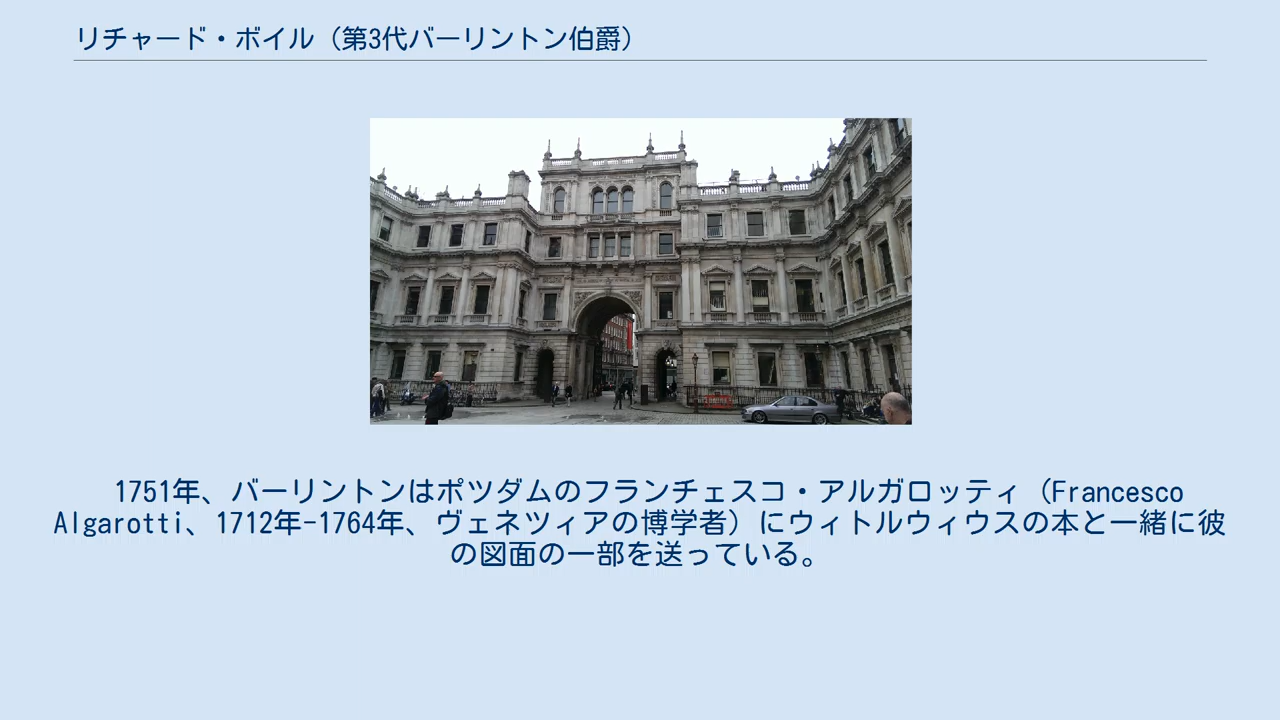 リチャード・ボイル（第3代バーリントン伯爵）
1751年、バーリントンはポツダムのフランチェスコ・アルガロッティ（Francesco
Algarotti、1712年-1764年、ヴェネツィアの博学者）にウィトルウィウスの本と一緒に彼
の図面の一部を送っている。